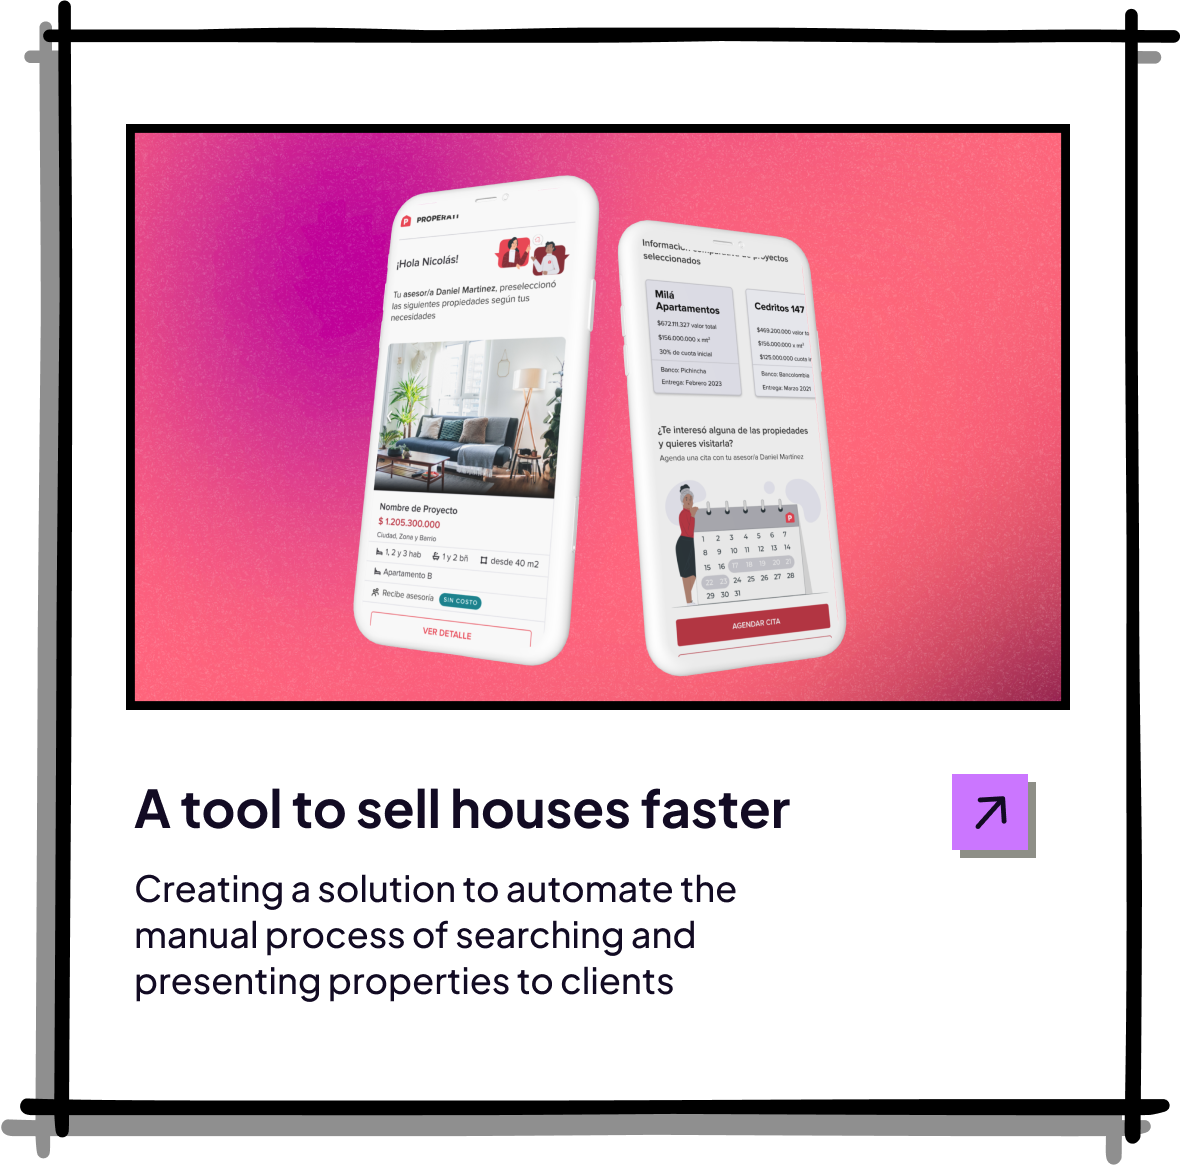 PROPERATI
¡Hola Nicolás!
Tu asesor/a Daniel Martínez, preseleccionó
las siguientes propiedades según tus
necesidades
Nombre de Proyecto
$ 1.205.300.000
Ciudad, Zona y Barrio
1, 2 y 3 hab 1 y 2 bñ desde 40 m2
Apartamento B
Recibe asesoría SIN COSTO
VER DETALLE
Información comparativa de proyectos
seleccionados
Milá
Apartamentos
$672.111.327 valor total
$156.000.000 x mt²
30% de cuota inicial
Banco: Pichincha
Entrega: Febrero 2023
Cedritos 147
$469.200.000 valor to
$156.000.000 x mt²
$125.000.000 cuota in
Banco: Bancolombia
Entrega: Marzo 2021
¿Te interesó alguna de las propiedades
y quieres visitarla?
Agenda una cita con tu asesor/a Daniel Martínez
P
1 2 3 4 5 6 7
8 9 10 11 12 13 14
15 16 17 18 19 20 21
22 23 24 25 26 27 28
29 30 31
AGENDAR CITA
A tool to sell houses faster
Creating a solution to automate the
manual process of searching and
presenting properties to clients